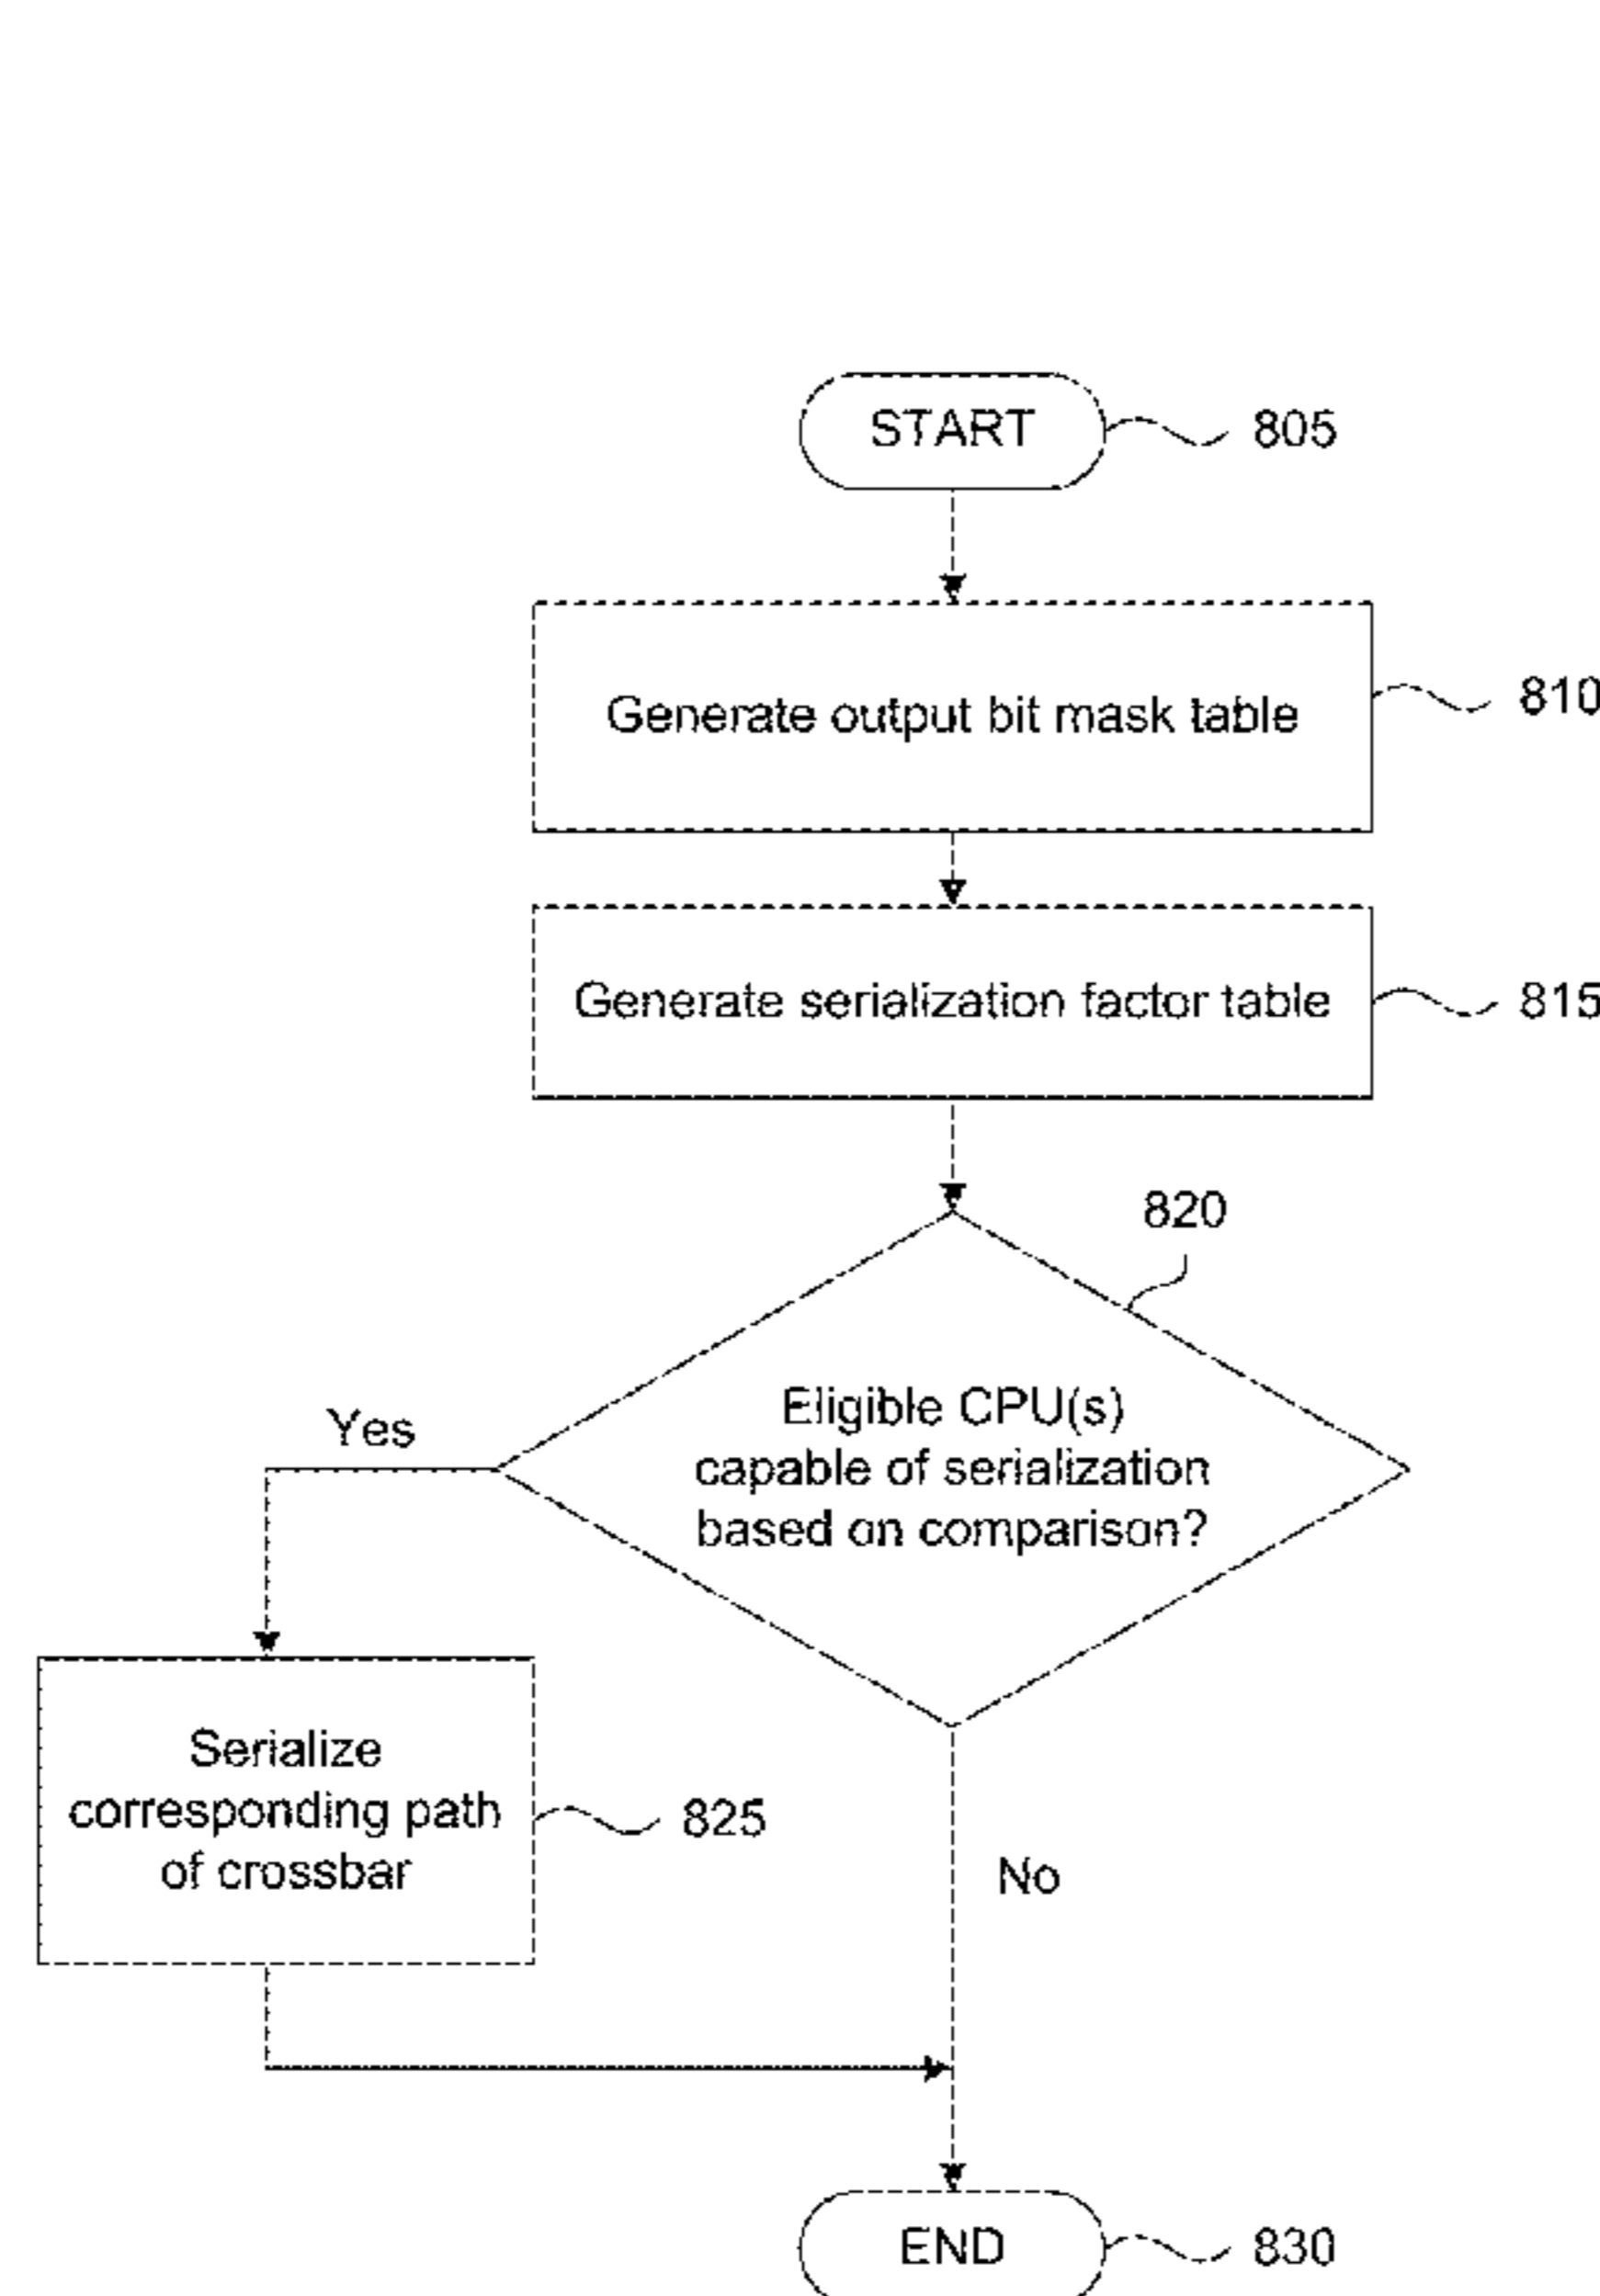 START
805
Generate output bit mask table
810
Generate serialization factor table
815
820
Eligible CPU(s)
capable of serialization
based on comparison?
Yes
Serialize
corresponding path
of crossbar
825
No
END
830